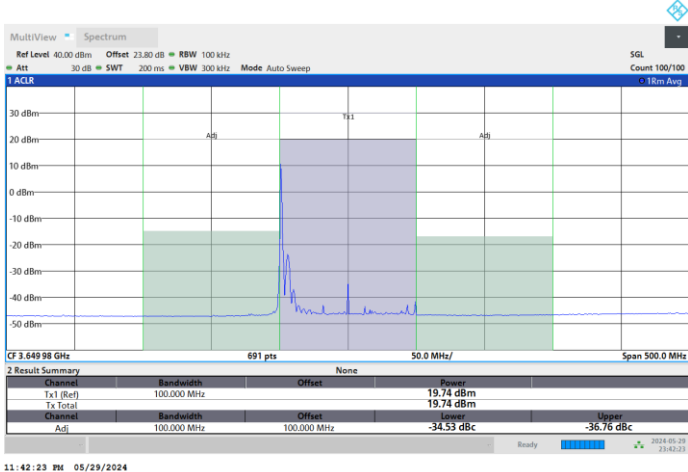 MultiView Spectrum
Ref Level 40.00 dBm Offset 23.80 dB RBW 100 kHz SGL
Att 30 dB SWT 200 ms VBW 300 kHz Mode Auto Sweep Count 100/100
1 ACLR 1Rm Avg
30 dBm
Tx1
20 dBm
Adj
Adj
10 dBm
0 dBm
-10 dBm
-20 dBm
-30 dBm
-40 dBm
-50 dBm
CF 3.649 98 GHz 691 pts 50.0 MHz/ Span 500.0 MHz
2 Result Summary None
Channel Bandwidth Offset Power
Tx1 (Ref) 100.000 MHz 19.74 dBm
Tx Total 19.74 dBm
Channel Bandwidth Offset Lower Upper
Adj 100.000 MHz 100.000 MHz -34.53 dBc -36.76 dBc
Ready 2024-05-29
23:42:23
11:42:23 PM 05/29/2024